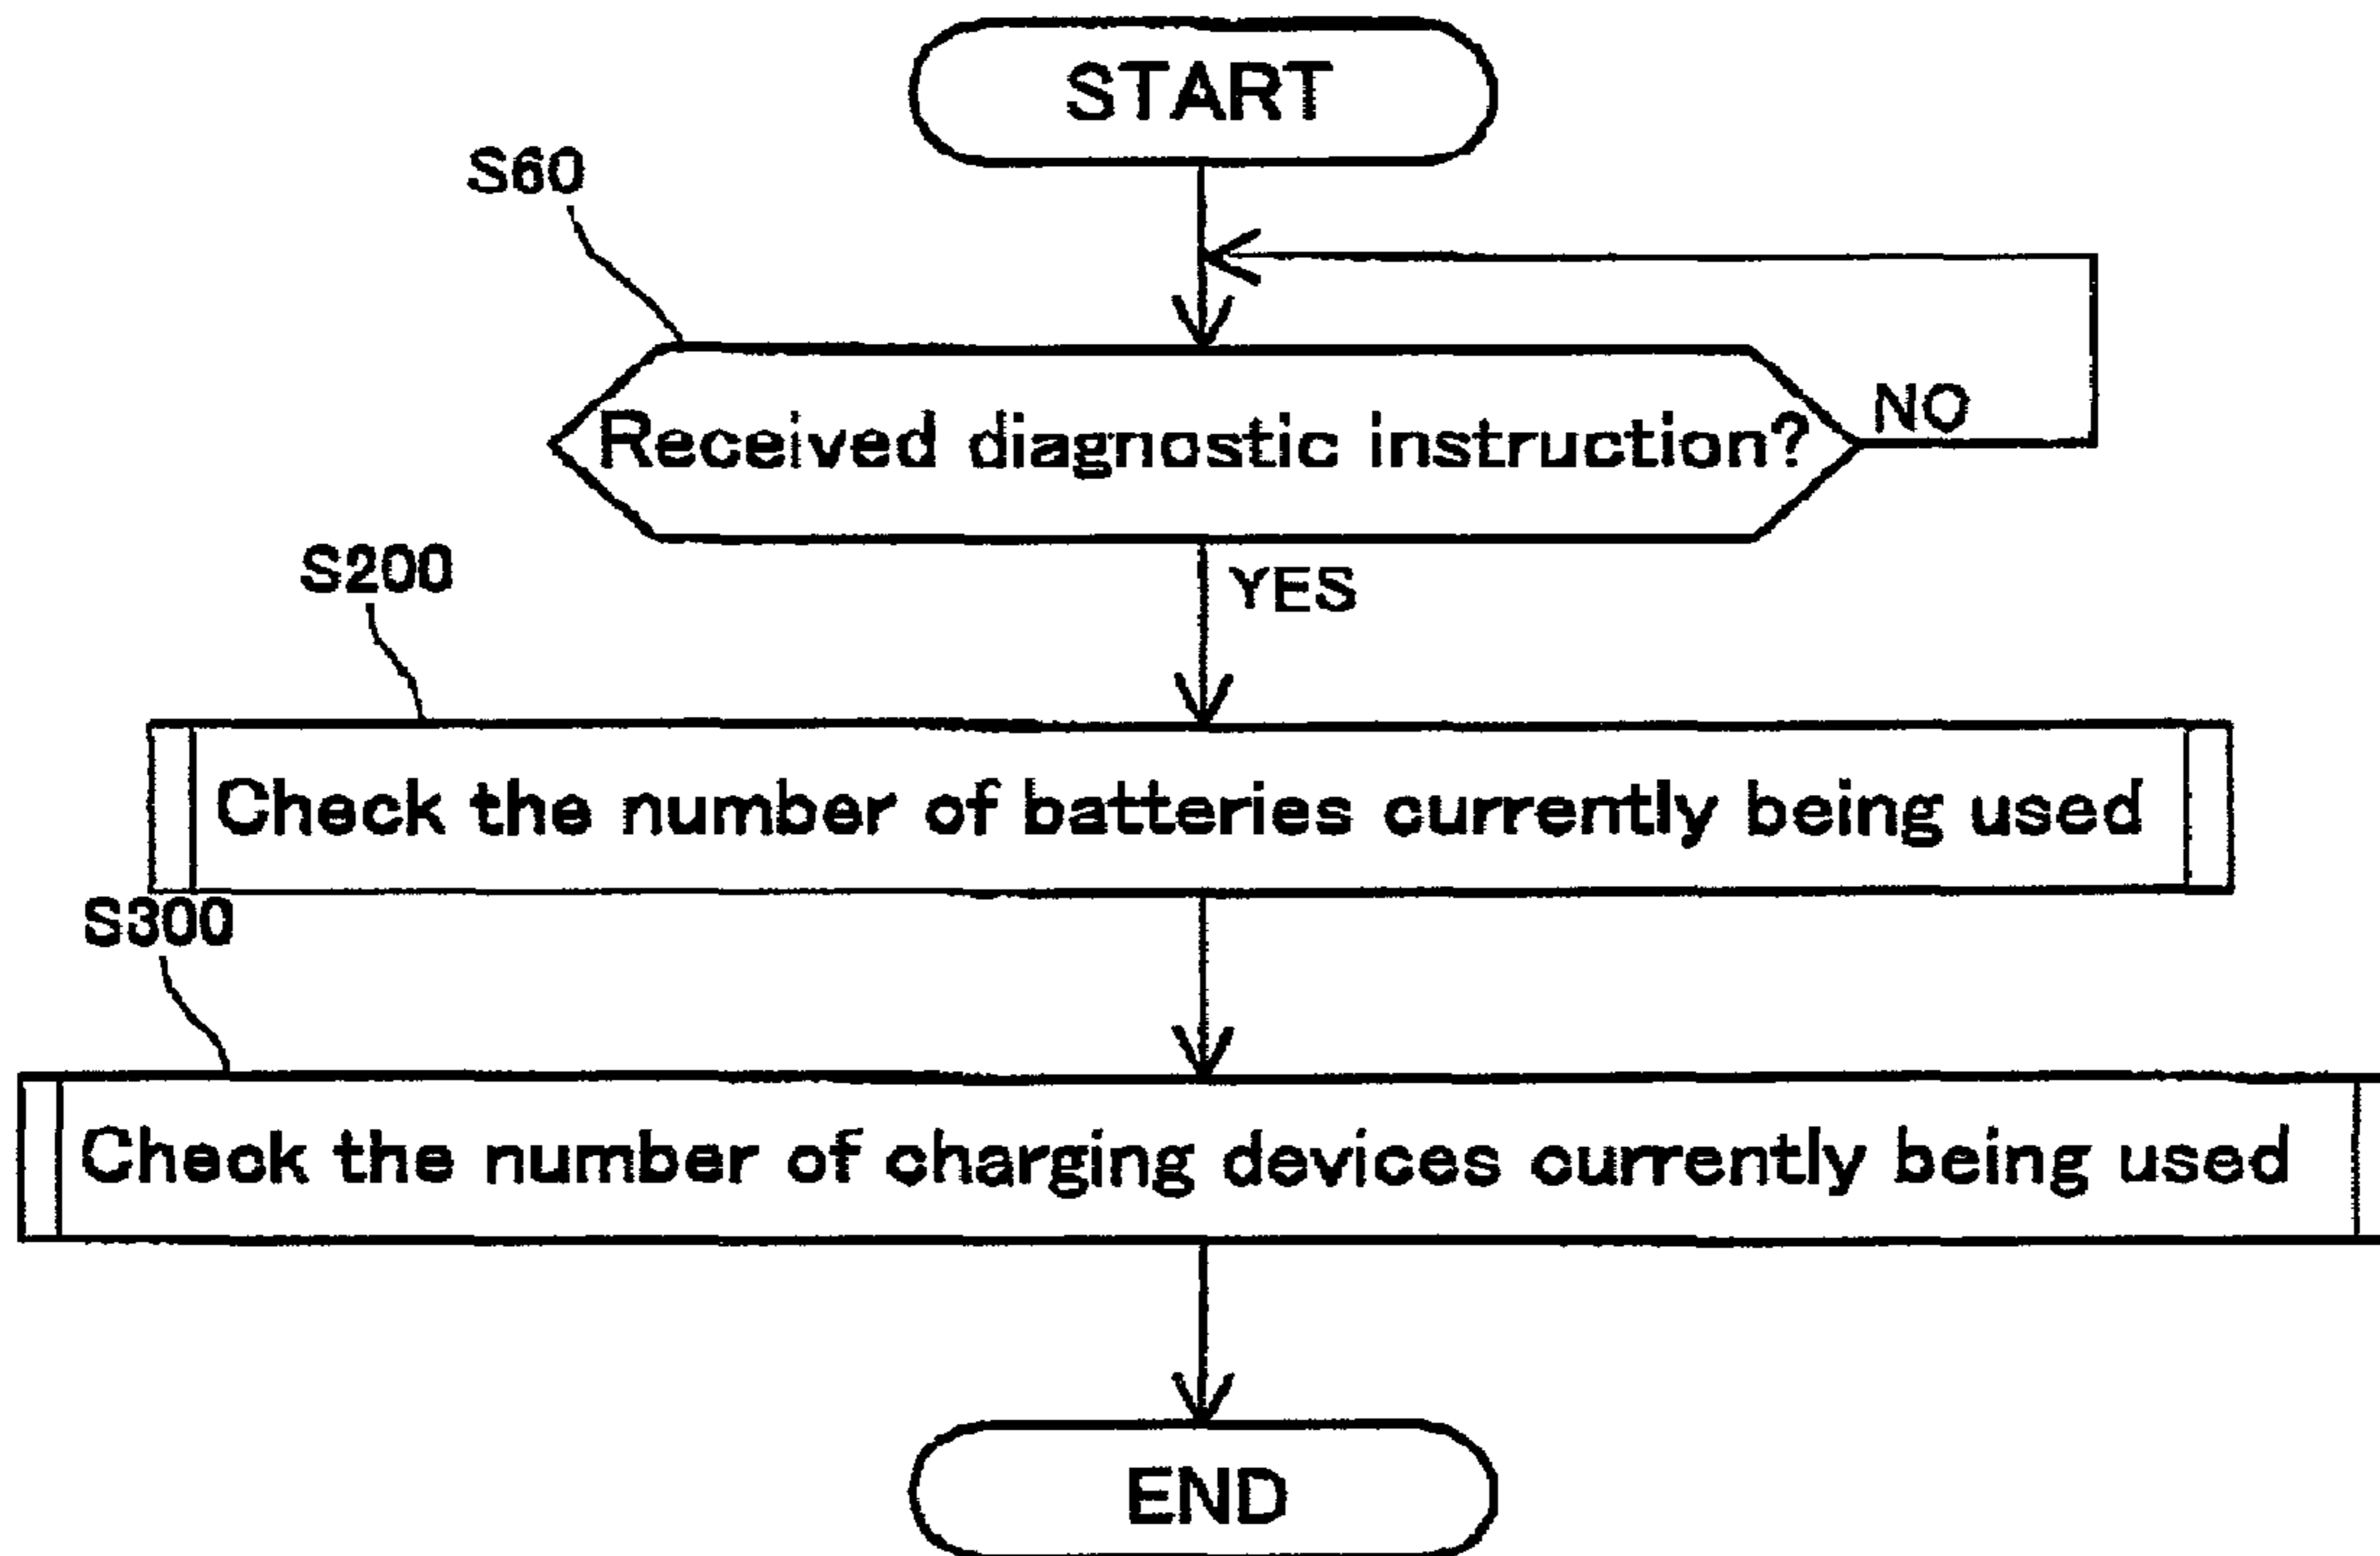 START
S60
Received diagnostic instruction?
NO
S200
YES
Check the number of batteries currently being used
S300
Check the number of charging devices currently being used
END